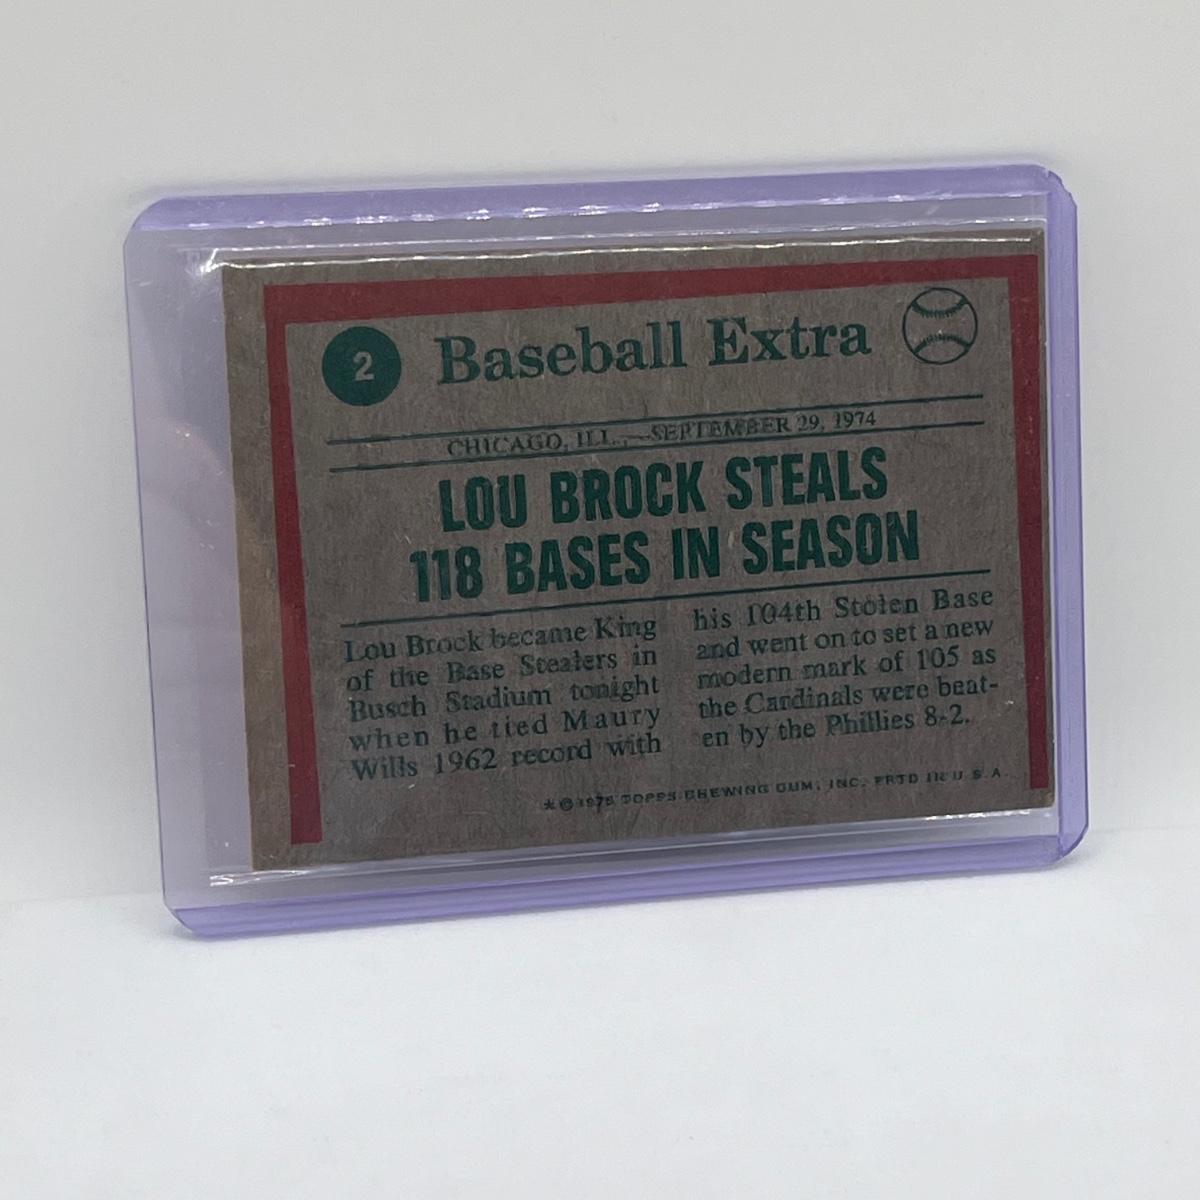 2
Baseball Extra
CHICAGO, ILL.,—SEPTEMBER 29, 1974
LOU BROCK STEALS
118 BASES IN SEASON
Lou Brock became King
of the Base Stealers in
Busch Stadium tonight
when he tied Maury
Wills 1962 record with
his 104th Stolen Base
and went on to set a new
modern mark of 105 as
the Cardinals were beat-
en by the Phillies 8-2.
★ © 1975 TOPPS CHEWING GUM, INC. PRTD IN U.S.A.